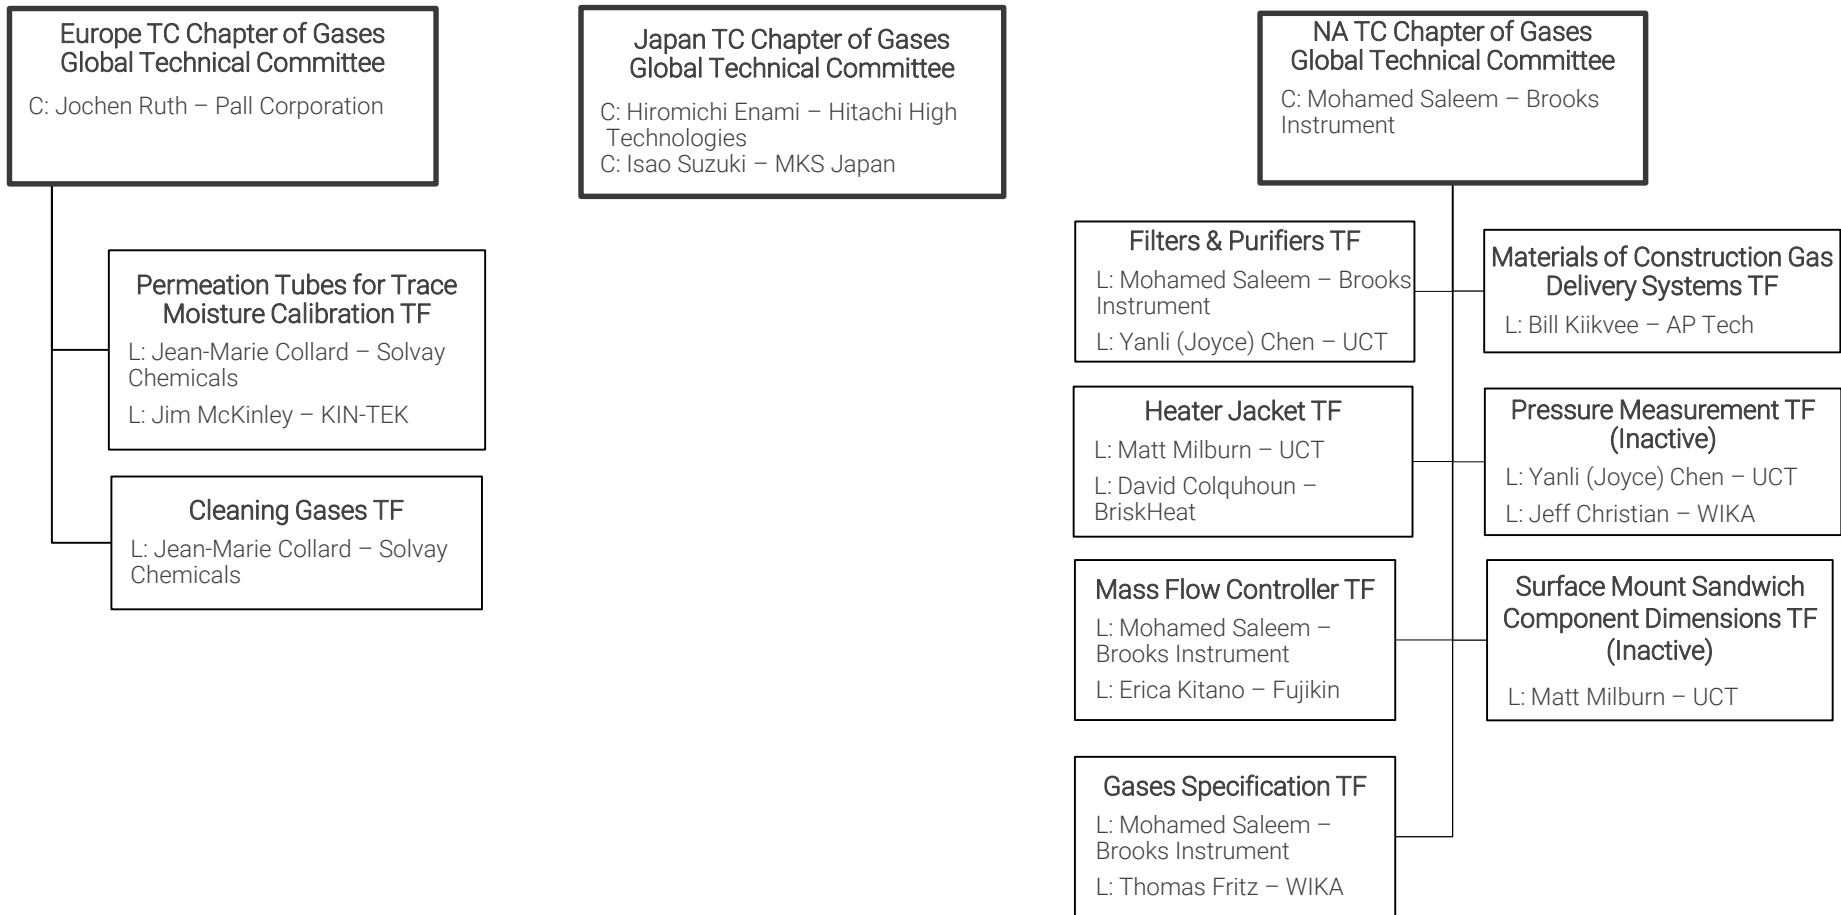 Europe TC Chapter of Gases
Global Technical Committee
C: Jochen Ruth – Pall Corporation
Permeation Tubes for Trace
Moisture Calibration TF
L: Jean-Marie Collard – Solvay
Chemicals
L: Jim McKinley – KIN-TEK
Cleaning Gases TF
L: Jean-Marie Collard – Solvay
Chemicals
Japan TC Chapter of Gases
Global Technical Committee
C: Hiromichi Enami – Hitachi High
Technologies
C: Isao Suzuki – MKS Japan
NA TC Chapter of Gases
Global Technical Committee
C: Mohamed Saleem – Brooks
Instrument
Filters & Purifiers TF
L: Mohamed Saleem – Brooks
Instrument
L: Yanli (Joyce) Chen – UCT
Materials of Construction Gas
Delivery Systems TF
L: Bill Kiikvee – AP Tech
Heater Jacket TF
L: Matt Milburn – UCT
L: David Colquhoun –
BriskHeat
Pressure Measurement TF
(Inactive)
L: Yanli (Joyce) Chen – UCT
L: Jeff Christian – WIKA
Mass Flow Controller TF
L: Mohamed Saleem –
Brooks Instrument
L: Erica Kitano – Fujikin
Surface Mount Sandwich
Component Dimensions TF
(Inactive)
L: Matt Milburn – UCT
Gases Specification TF
L: Mohamed Saleem –
Brooks Instrument
L: Thomas Fritz – WIKA